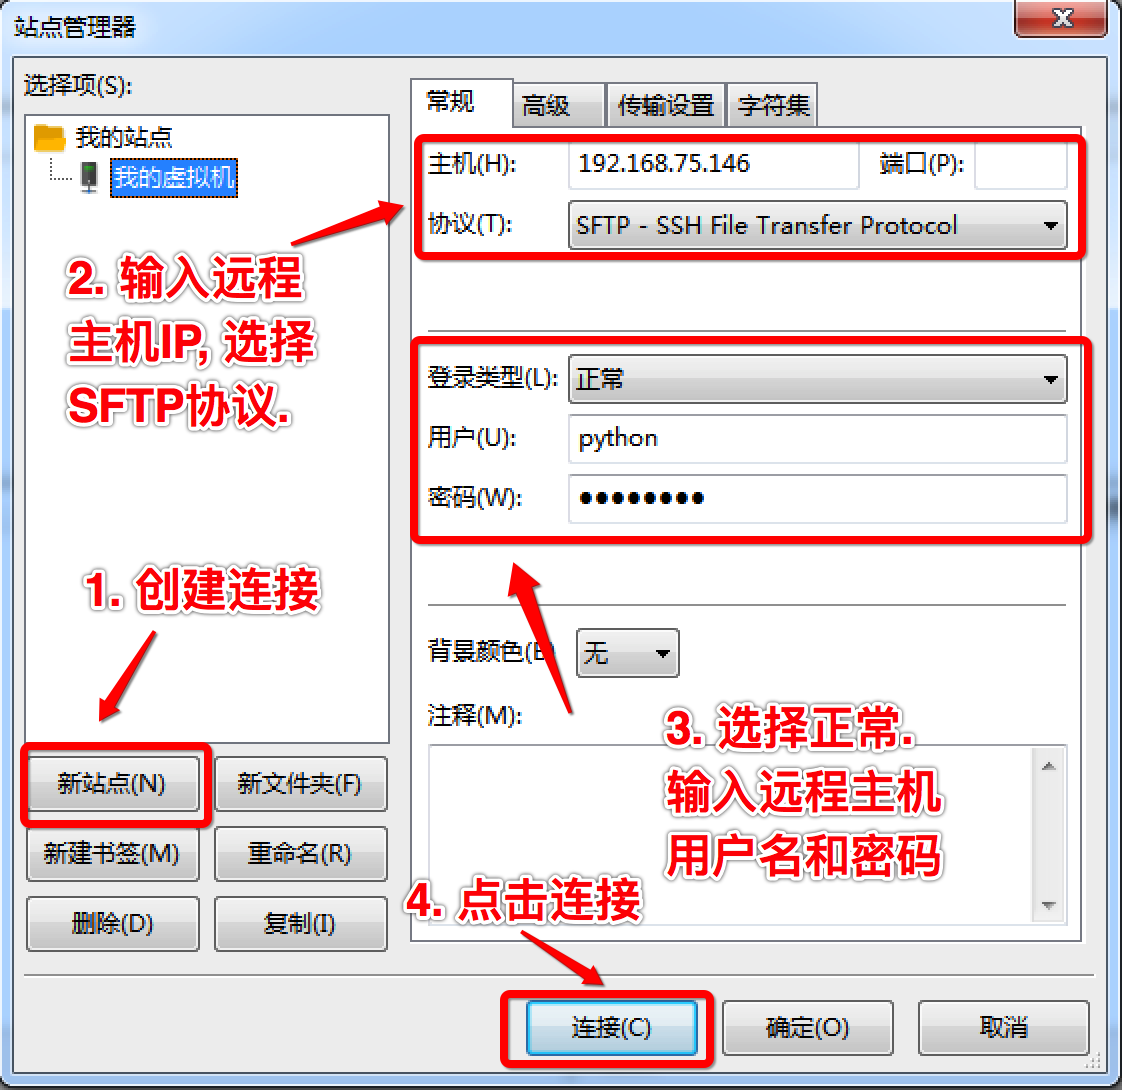 站点管理器
选择项(S):
我的站点
我的虚拟机
常规
高级
传输设置
字符集
主机(H):
192.168.75.146
端口(P):
协议(T):
SFTP - SSH File Transfer Protocol
2. 输入远程
主机IP, 选择
SFTP协议.
登录类型(L):
正常
用户(U):
python
密码(W):
●●●●●●●●
1. 创建连接
背景颜色(B)
无
注释(M):
3. 选择正常.
输入远程主机
用户名和密码
新站点(N)
新文件夹(F)
新建书签(M)
重命名(R)
删除(D)
复制(I)
4. 点击连接
连接(C)
确定(O)
取消